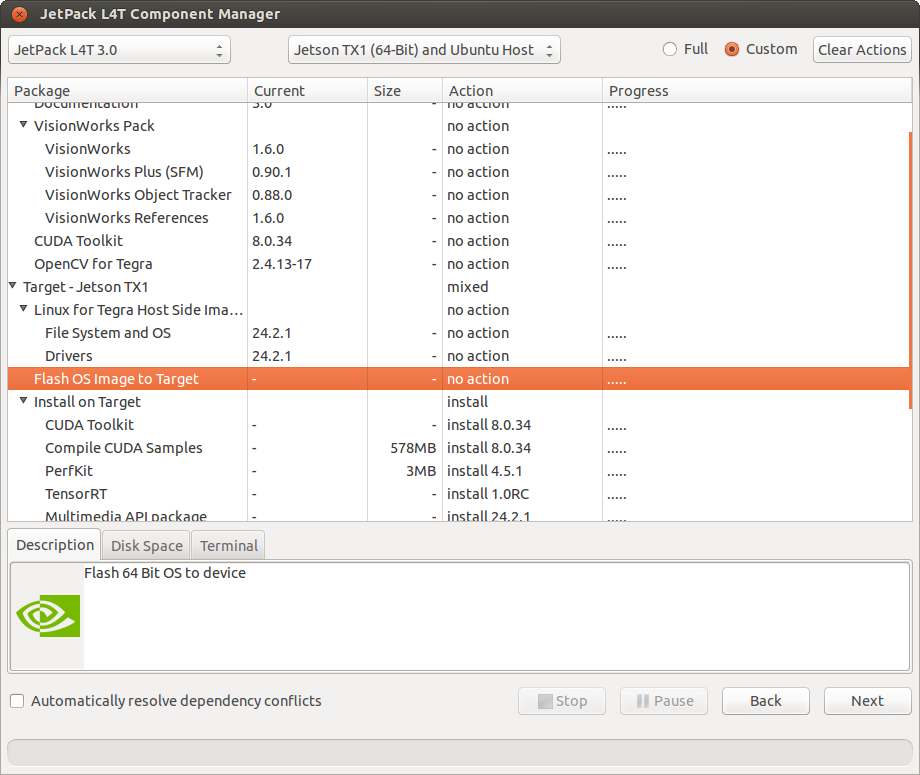 JetPack L4T Component Manager
JetPack L4T 3.0 Jetson TX1 (64-Bit) and Ubuntu Host Full Custom Clear Actions
Package Current Size Action Progress
Documentation 3.0 - no action .....
VisionWorks Pack no action
VisionWorks 1.6.0 - no action .....
VisionWorks Plus (SFM) 0.90.1 - no action .....
VisionWorks Object Tracker 0.88.0 - no action .....
VisionWorks References 1.6.0 - no action .....
CUDA Toolkit 8.0.34 - no action .....
OpenCV for Tegra 2.4.13-17 - no action .....
Target - Jetson TX1 mixed
Linux for Tegra Host Side Ima... no action
File System and OS 24.2.1 - no action .....
Drivers 24.2.1 - no action .....
Flash OS Image to Target - - no action .....
Install on Target install
CUDA Toolkit - - install 8.0.34 .....
Compile CUDA Samples - 578MB install 8.0.34 .....
PerfKit - 3MB install 4.5.1 .....
TensorRT - - install 1.0RC .....
Multimedia API package - - install 24.2.1 .....
Description Disk Space Terminal
Flash 64 Bit OS to device
Automatically resolve dependency conflicts Stop Pause Back Next